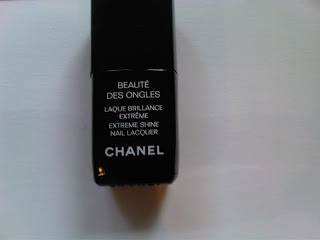 BEAUTÉ
DES ONGLES
LAQUE BRILLANCE
EXTRÊME
EXTREME SHINE
NAIL LACQUER
CHANEL